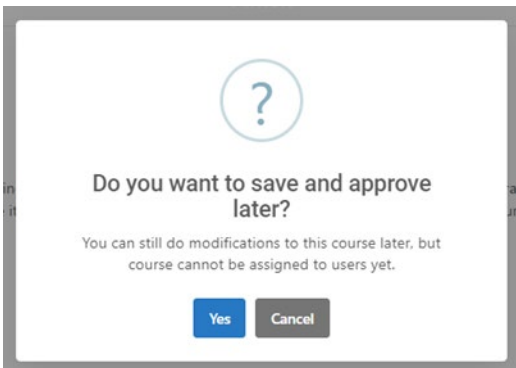 ?
Do you want to save and approve
later?
You can still do modifications to this course later, but
course cannot be assigned to users yet.
Yes Cancel